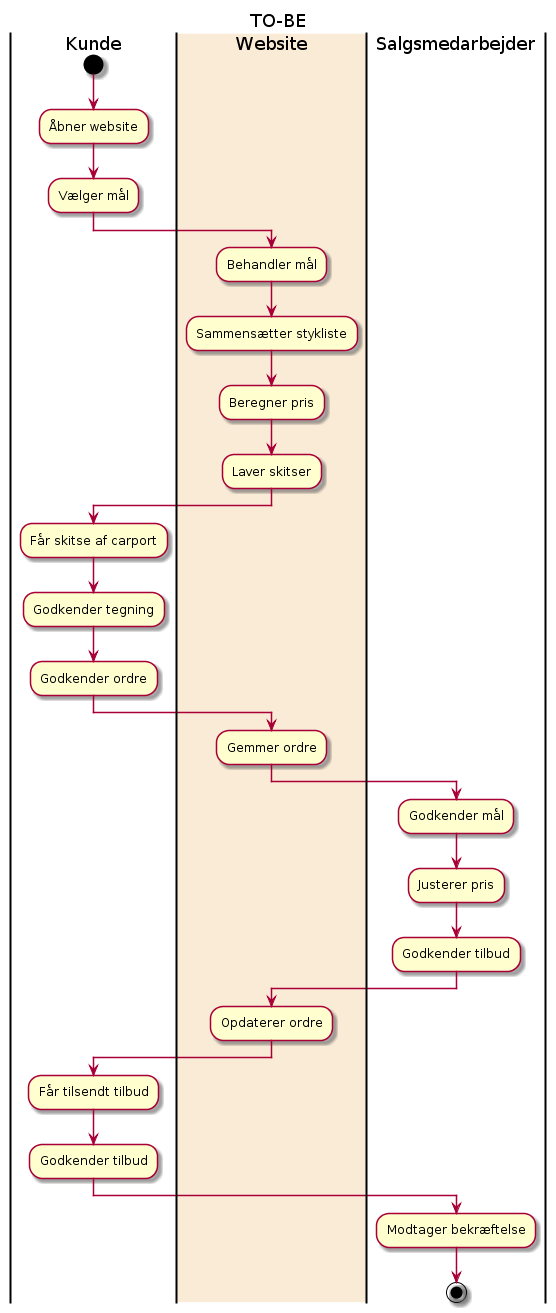 TO-BE
Kunde
Website
Salgsmedarbejder
Åbner website
Vælger mål
Behandler mål
Sammensætter stykliste
Beregner pris
Laver skitser
Får skitse af carport
Godkender tegning
Godkender ordre
Gemmer ordre
Godkender mål
Justerer pris
Godkender tilbud
Opdaterer ordre
Får tilsendt tilbud
Godkender tilbud
Modtager bekræftelse